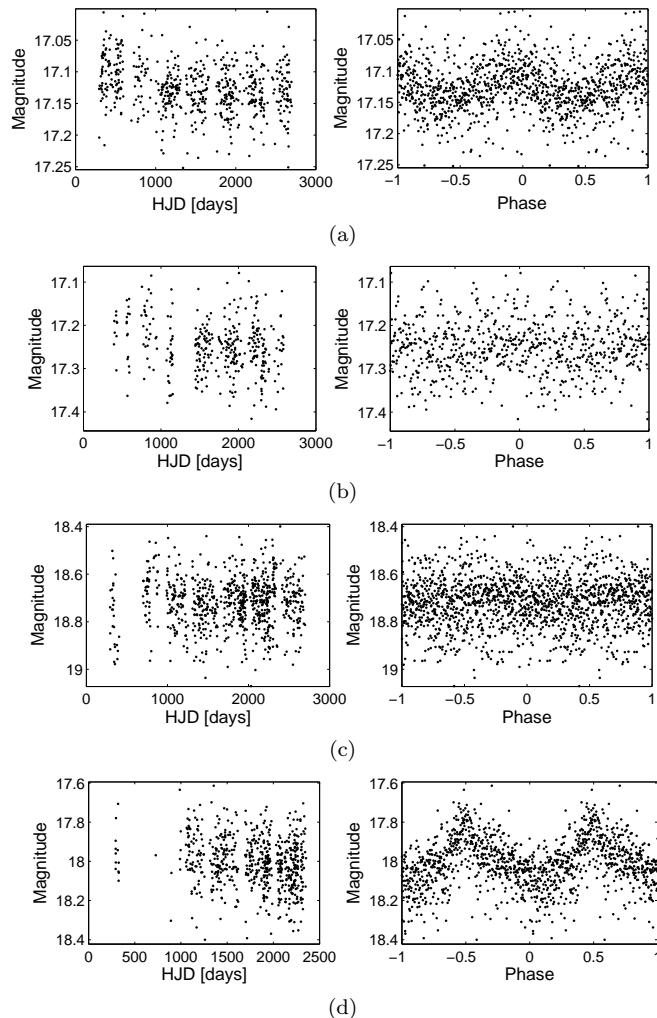 17.05
17.1
17.15
17.2
17.25
Magnitude
0 1000 2000 3000
HJD [days]
17.05
17.1
17.15
17.2
17.25
Magnitude
−1 −0.5 0 0.5 1
Phase
(a)
17.1
17.2
17.3
17.4
Magnitude
0 1000 2000 3000
HJD [days]
17.1
17.2
17.3
17.4
Magnitude
−1 −0.5 0 0.5 1
Phase
(b)
18.4
18.6
18.8
19
Magnitude
0 1000 2000 3000
HJD [days]
18.4
18.6
18.8
19
Magnitude
−1 −0.5 0 0.5 1
Phase
(c)
17.6
17.8
18
18.2
18.4
Magnitude
0 500 1000 1500 2000 2500
HJD [days]
17.6
17.8
18
18.2
18.4
Magnitude
−1 −0.5 0 0.5 1
Phase
(d)